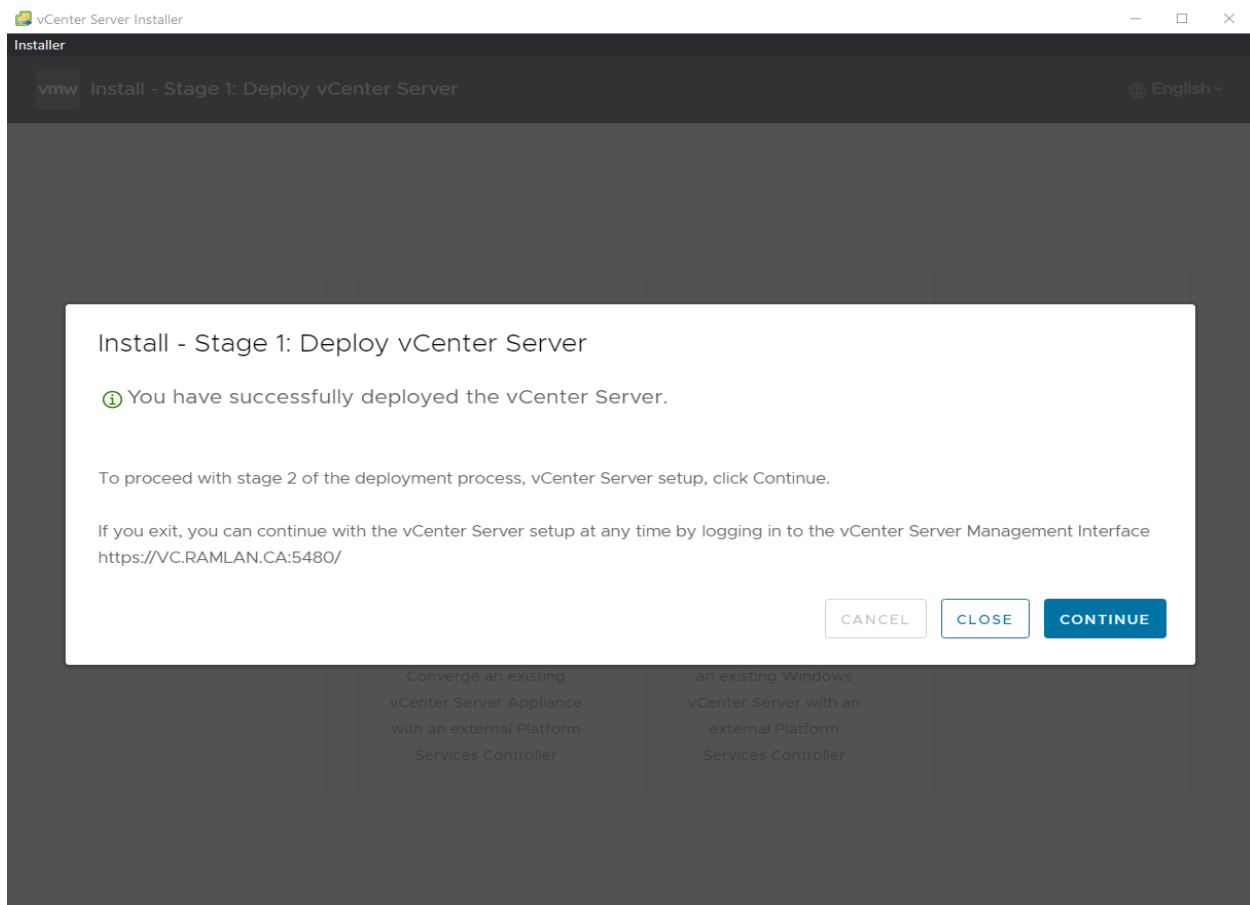 vCenter Server Installer
Installer
vmw Install - Stage 1: Deploy vCenter Server
English
Install - Stage 1: Deploy vCenter Server
You have successfully deployed the vCenter Server.
To proceed with stage 2 of the deployment process, vCenter Server setup, click Continue.
If you exit, you can continue with the vCenter Server setup at any time by logging in to the vCenter Server Management Interface
https://VC.RAMLAN.CA:5480/
CANCEL CLOSE CONTINUE
Converge an existing
vCenter Server Appliance
with an external Platform
Services Controller
an existing Windows
vCenter Server with an
external Platform
Services Controller